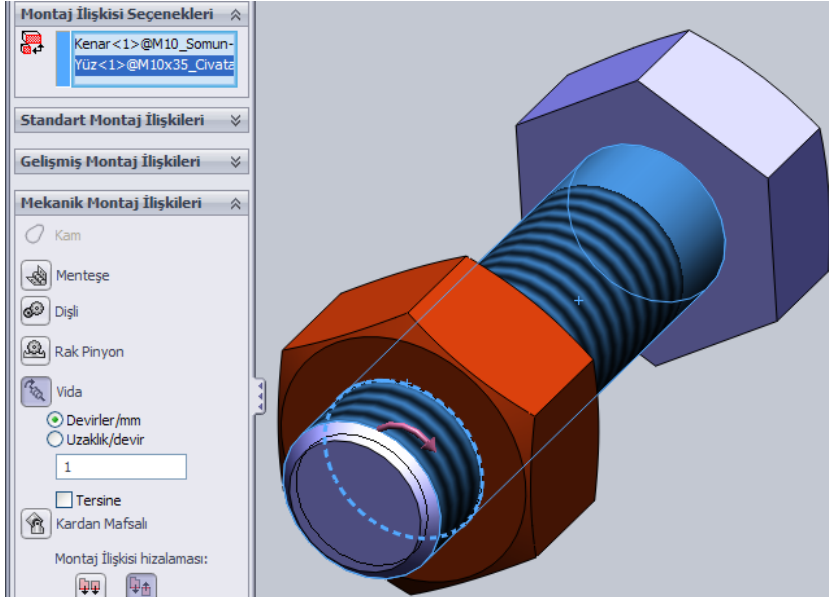 Montaj İlişkisi Seçenekleri
Kenar<1>@M10_Somun-
Yüz<1>@M10x35_Civata
Standart Montaj İlişkileri
Gelişmiş Montaj İlişkileri
Mekanik Montaj İlişkileri
Kam
Menteşe
Dişli
Rak Pinyon
Vida
Devirler/mm
Uzaklık/devir
1
Tersine
Kardan Mafsalı
Montaj İlişkisi hizalaması: